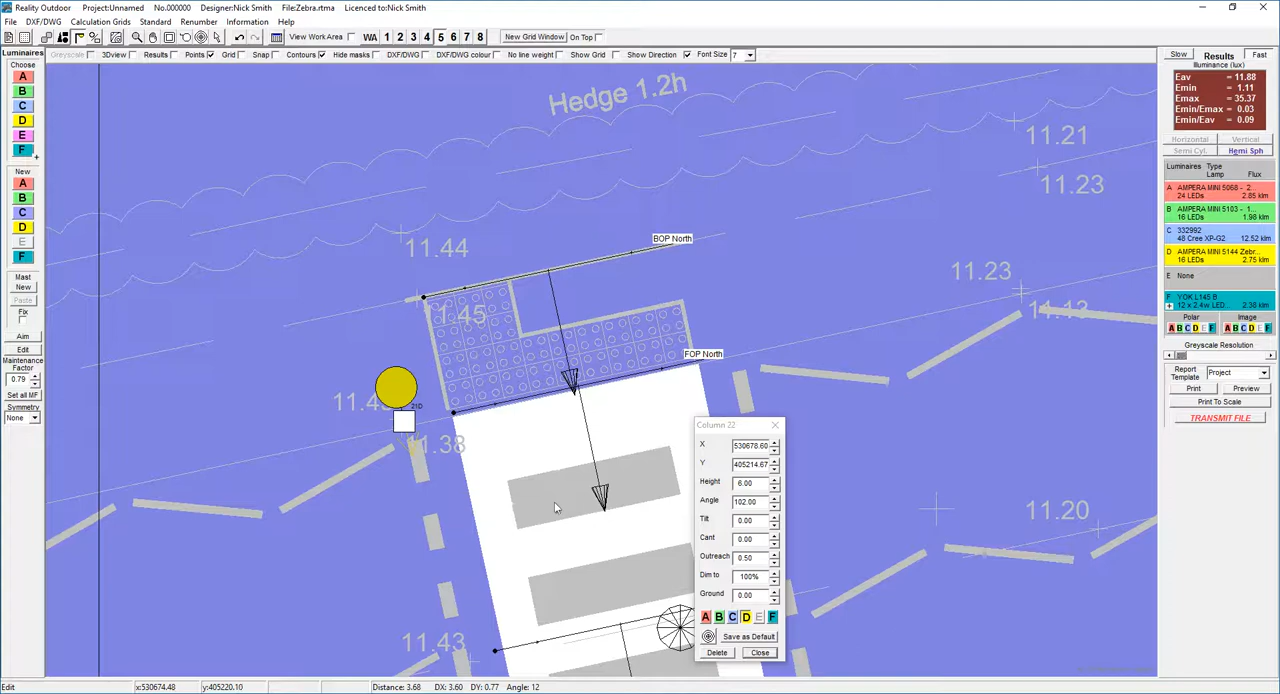 Reality Outdoor Project:Unnamed No.000000 Designer:Nick Smith File:Zebra.rtma Licenced to:Nick Smith
File DXF/DWG Calculation Grids Standard Renumber Information Help
View Work Area WA 1 2 3 4 5 6 7 8 New Grid Window On Top
Greyscale 3Dview Results Points Grid Snap Contours Hide masks DXF/DWG DXF/DWG colour No line weight Show Grid Show Direction Font Size 7
Luminaires
Choose
A
B
C
D
E
F
+
New
A
B
C
D
E
F
Mast
New
Paste
Fix
Aim
Edit
Maintenance
Factor
0.79
Set all MF
Symmetry
None
Hedge 1.2h
11.21
11.23
11.44
BOP North
11.23
11.45
11.13
FOP North
21D
11.38
11.20
11.43
Column 22
X 530678.60
Y 405214.67
Height 6.00
Angle 102.00
Tilt 0.00
Cant 0.00
Outreach 0.50
Dim to 100%
Ground 0.00
A B C D E F
Save as Default
Delete Close
Slow Results Fast
Illuminance (lux)
Eav = 11.88
Emin = 1.11
Emax = 35.37
Emin/Emax = 0.03
Emin/Eav = 0.09
Horizontal Vertical
Semi Cyl. Hemi Sph
Luminaires Type
Lamp Flux
A AMPERA MINI 5068 - 2...
24 LEDs 2.85 klm
B AMPERA MINI 5103 - 1...
16 LEDs 1.98 klm
C 332992
48 Cree XP-G2 12.52 klm
D AMPERA MINI 5144 Zebr...
16 LEDs 2.75 klm
E None
F YOK L145 B
+ 12 x 2.4w LED... 2.38 klm
Polar Image
A B C D E F A B C D E F
Greyscale Resolution
Report
Template Project
Print Preview
Print To Scale
TRANSMIT FILE
Edit x:530674.48 y:405220.10 Distance: 3.68 DX: 3.60 DY: 0.77 Angle: 12